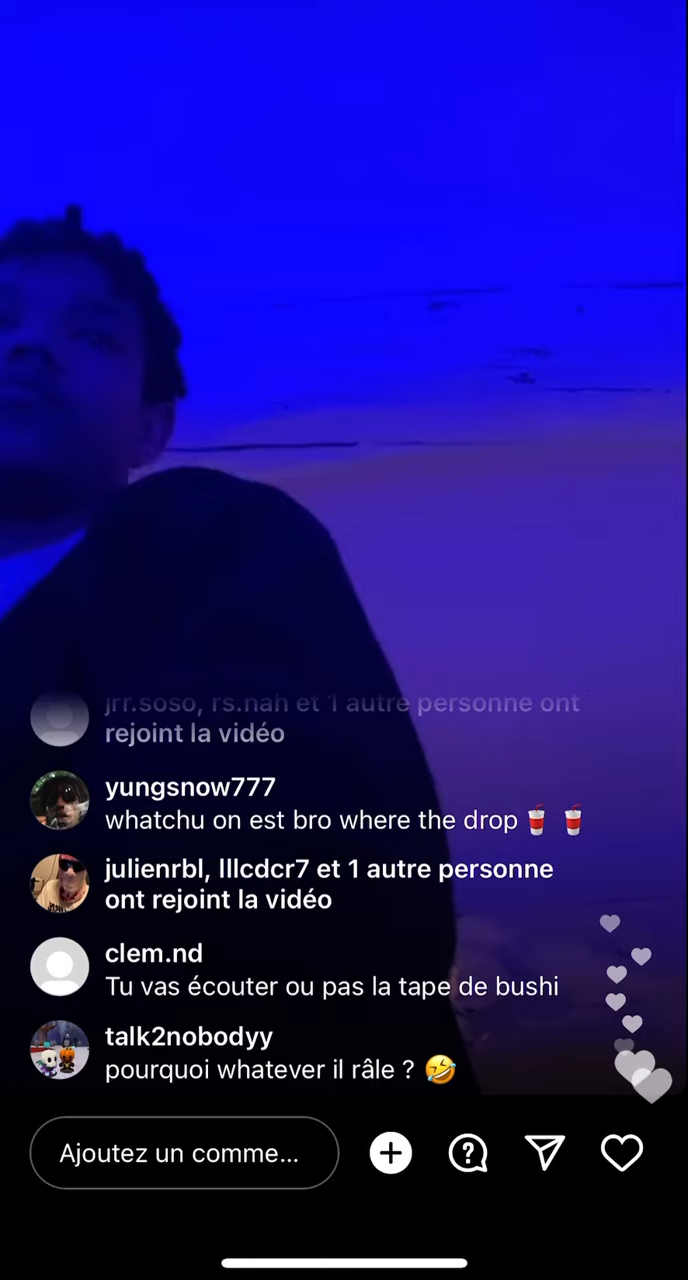 jrr.soso, rs.nah et 1 autre personne ont
rejoint la vidéo
yungsnow777
whatchu on est bro where the drop 🥤 🥤
julienrbl, lllcdcr7 et 1 autre personne
ont rejoint la vidéo
clem.nd
Tu vas écouter ou pas la tape de bushi
talk2nobodyy
pourquoi whatever il râle ? 🤣
Ajoutez un comme...